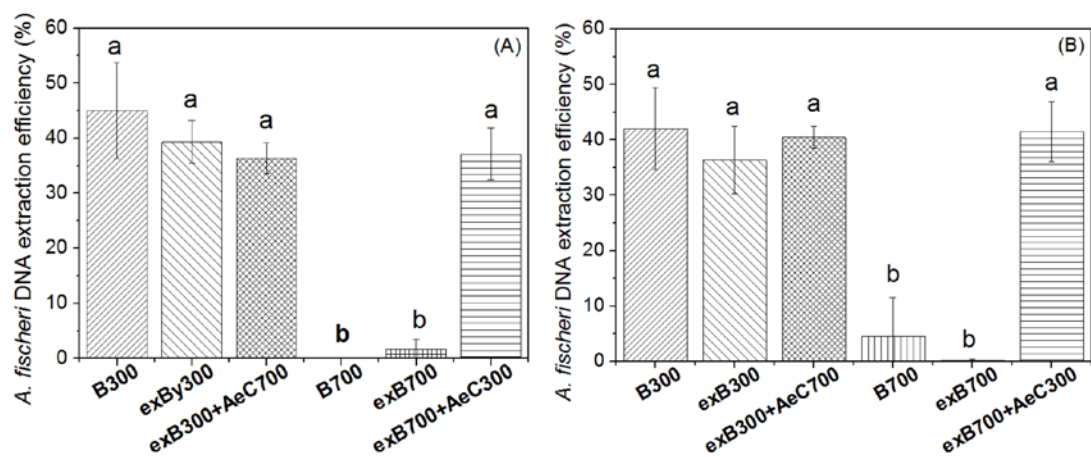 A. fischeri DNA extraction efficiency (%)
60
50
40
30
20
10
0
(A)
a
a
a
b
b
a
B300
exBy300
exB300+AeC700
B700
exB700
exB700+AeC300
A. fischeri DNA extraction efficiency (%)
60
50
40
30
20
10
0
(B)
a
a
a
b
b
a
B300
exB300
exB300+AeC700
B700
exB700
exB700+AeC300